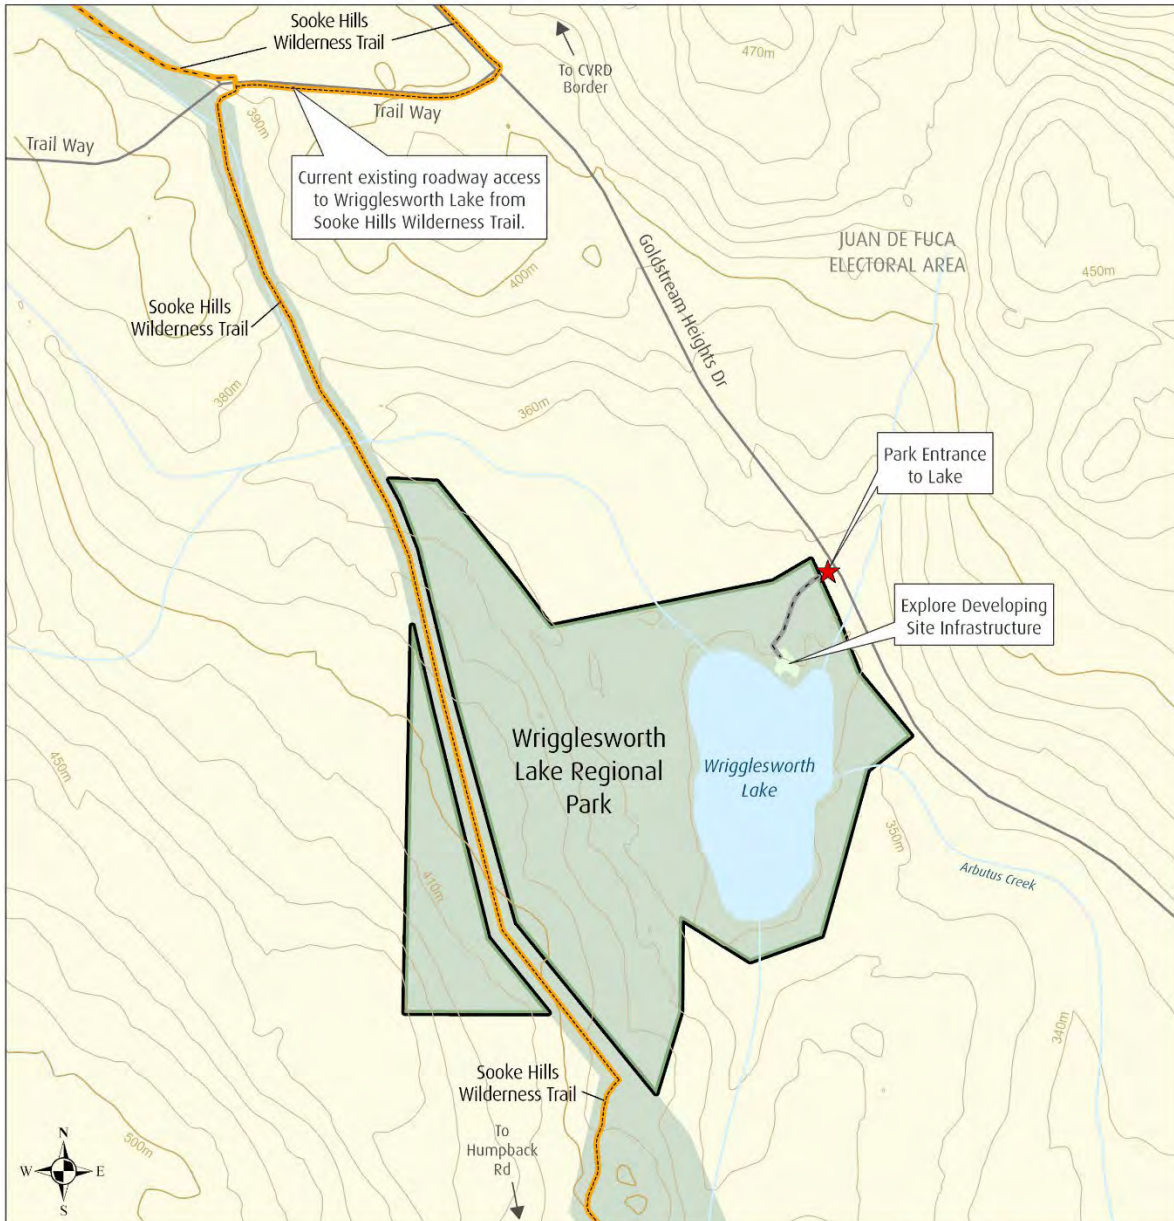 Sooke Hills
Wilderness Trail
To CVRD
Border
470m
390m
Trail Way
Trail Way
Current existing roadway access
to Wrigglesworth Lake from
Sooke Hills Wilderness Trail.
Goldstream Heights Dr
JUAN DE FUCA
ELECTORAL AREA
400m
450m
Sooke Hills
Wilderness Trail
380m
360m
Park Entrance
to Lake
Explore Developing
Site Infrastructure
Wrigglesworth
Lake Regional
Park
Wrigglesworth
Lake
450m
350m
Arbutus Creek
410m
340m
Sooke Hills
Wilderness Trail
To
Humpback
Rd
500m
N
W
E
S